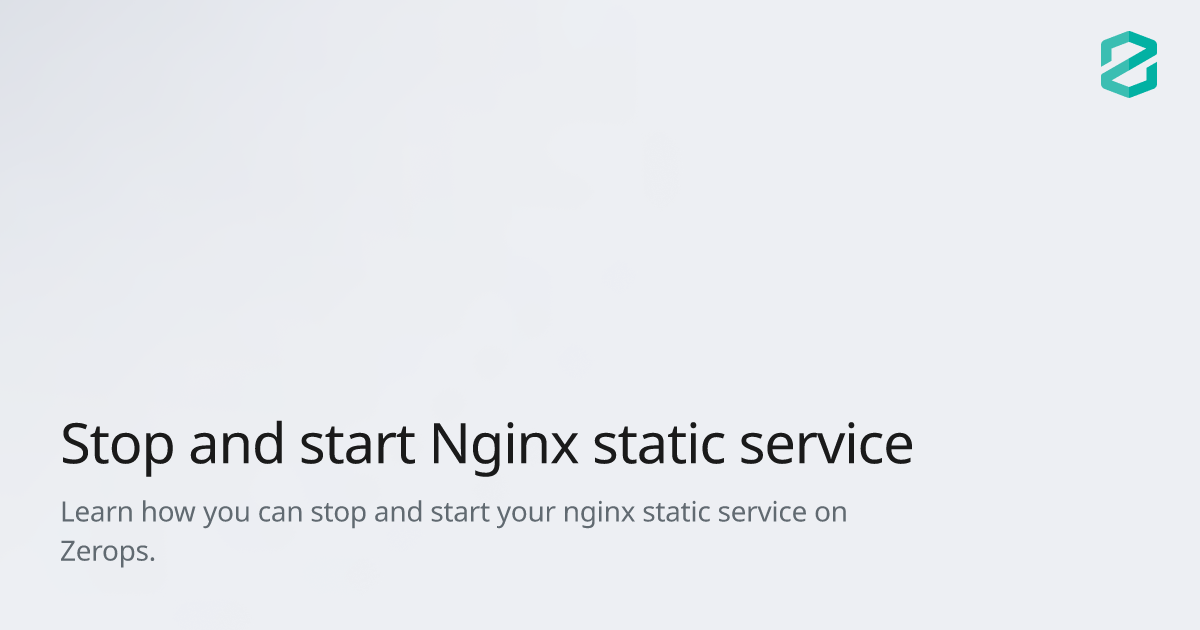 Stop and start Nginx static service
Learn how you can stop and start your nginx static service on
Zerops.